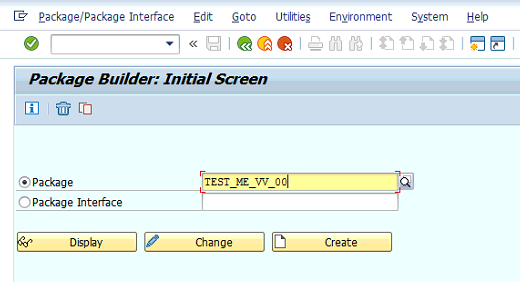 Package/Package Interface Edit Goto Utilities Environment System Help
Package Builder: Initial Screen
Package TEST_ME_VV_00
Package Interface
Display Change Create